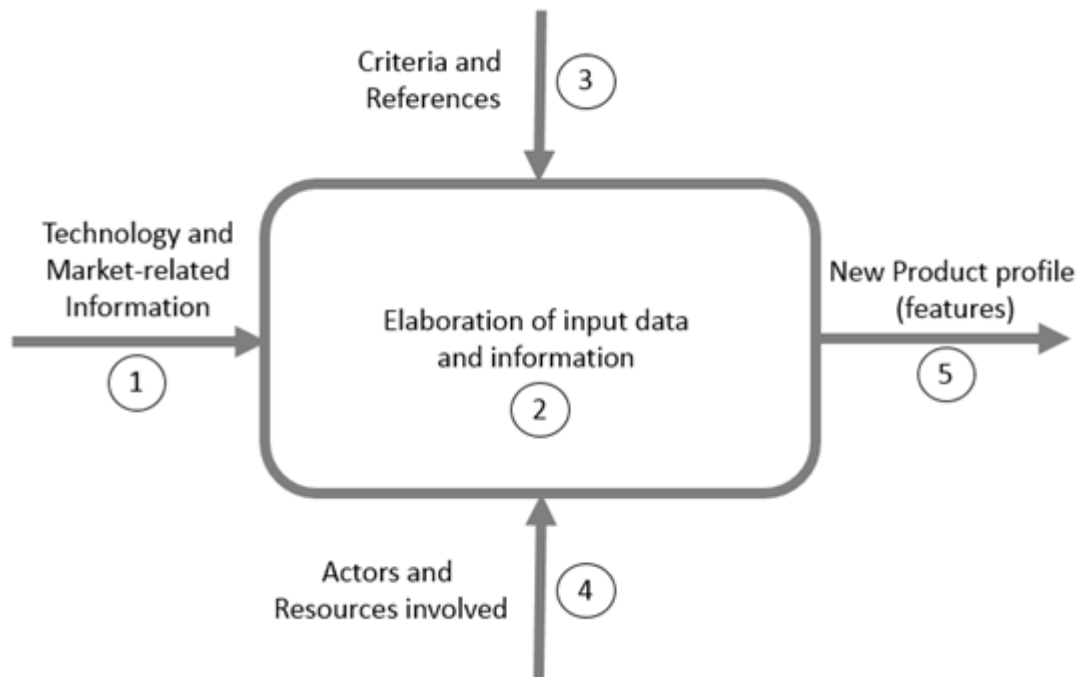 Criteria and
References
3
Technology and
Market-related
Information
1
Elaboration of input data
and information
2
New Product profile
(features)
5
Actors and
Resources involved
4